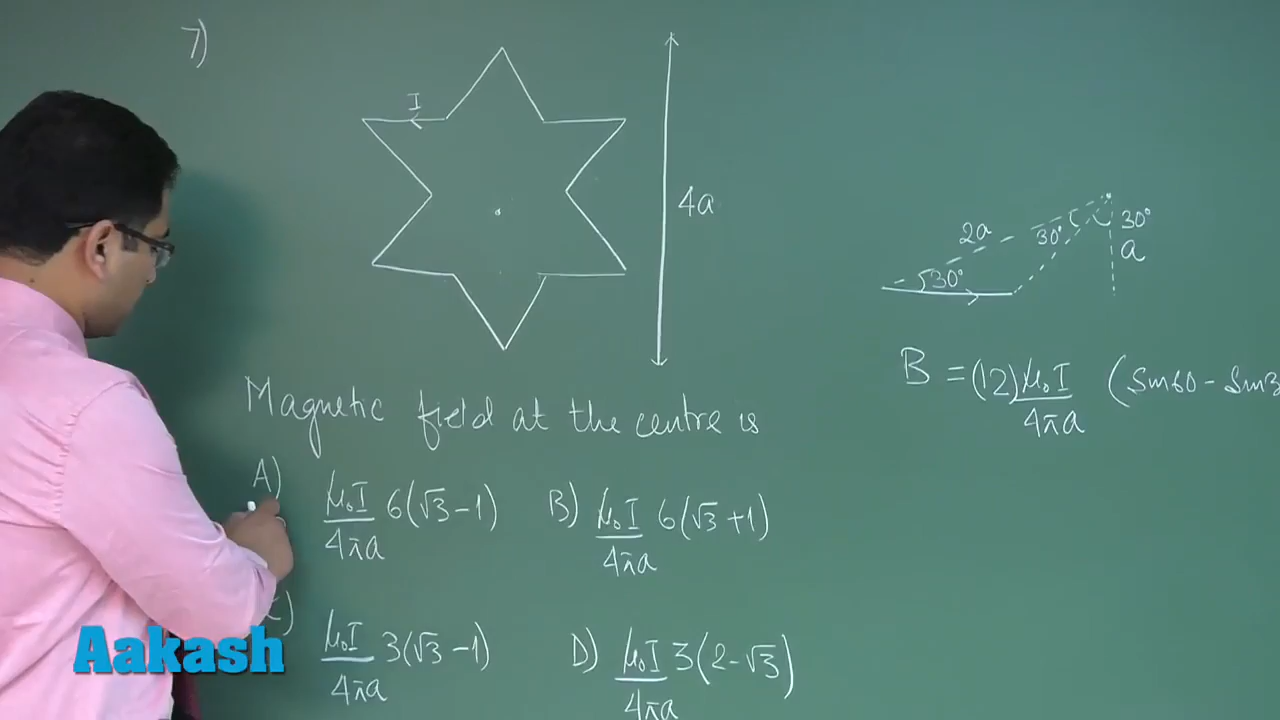 7)
I
4a
2a
30°
30°
30°
a
B = (12) μ₀I/4πa (Sin60 - Sin3
Magnetic field at the centre is
A) μ₀I/4πa 6(√3-1) B) μ₀I/4πa 6(√3+1)
μ₀I/4πa 3(√3-1) D) μ₀I/4πa 3(2-√3)
Aakash